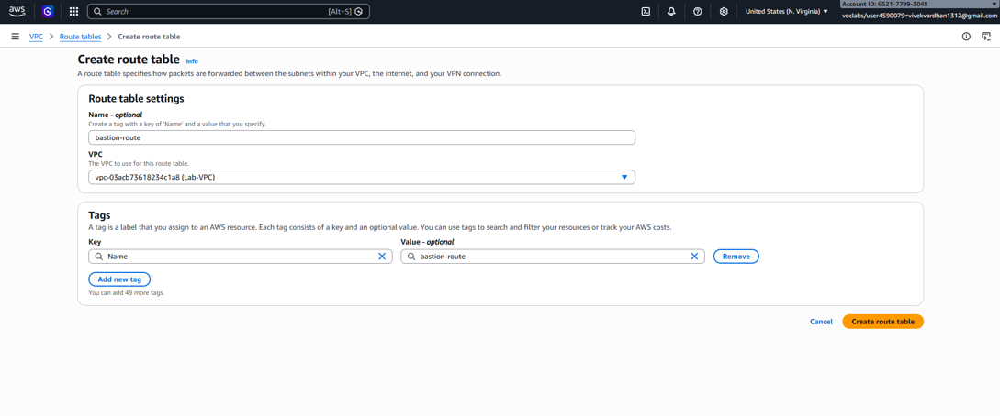 aws
Search
[Alt+S]
United States (N. Virginia)
Account ID: 6521-7799-3048
voclabs/user4590079=vivekvardhan1312@gmail.com
VPC
Route tables
Create route table
Create route table
Info
A route table specifies how packets are forwarded between the subnets within your VPC, the internet, and your VPN connection.
Route table settings
Name - optional
Create a tag with a key of 'Name' and a value that you specify.
bastion-route
VPC
The VPC to use for this route table.
vpc-03acb73618234c1a8 (Lab-VPC)
Tags
A tag is a label that you assign to an AWS resource. Each tag consists of a key and an optional value. You can use tags to search and filter your resources or track your AWS costs.
Key
Value - optional
Name
bastion-route
Remove
Add new tag
You can add 49 more tags.
Cancel
Create route table